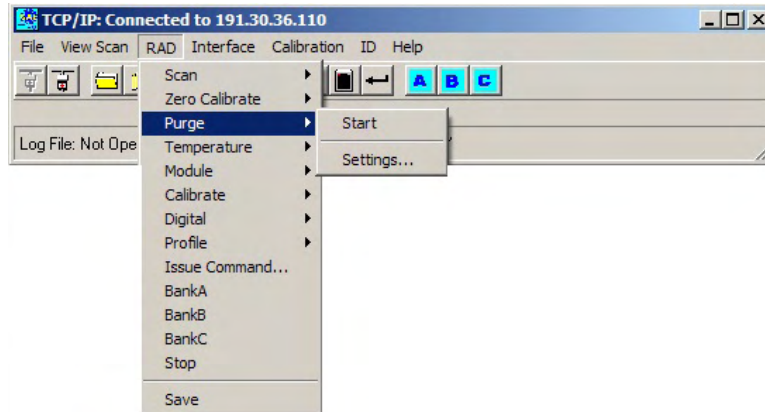 TCP/IP: Connected to 191.30.36.110
File View Scan RAD Interface Calibration ID Help
A B C
Log File: Not Ope
Scan
Zero Calibrate
Purge
Start
Settings...
Temperature
Module
Calibrate
Digital
Profile
Issue Command...
BankA
BankB
BankC
Stop
Save